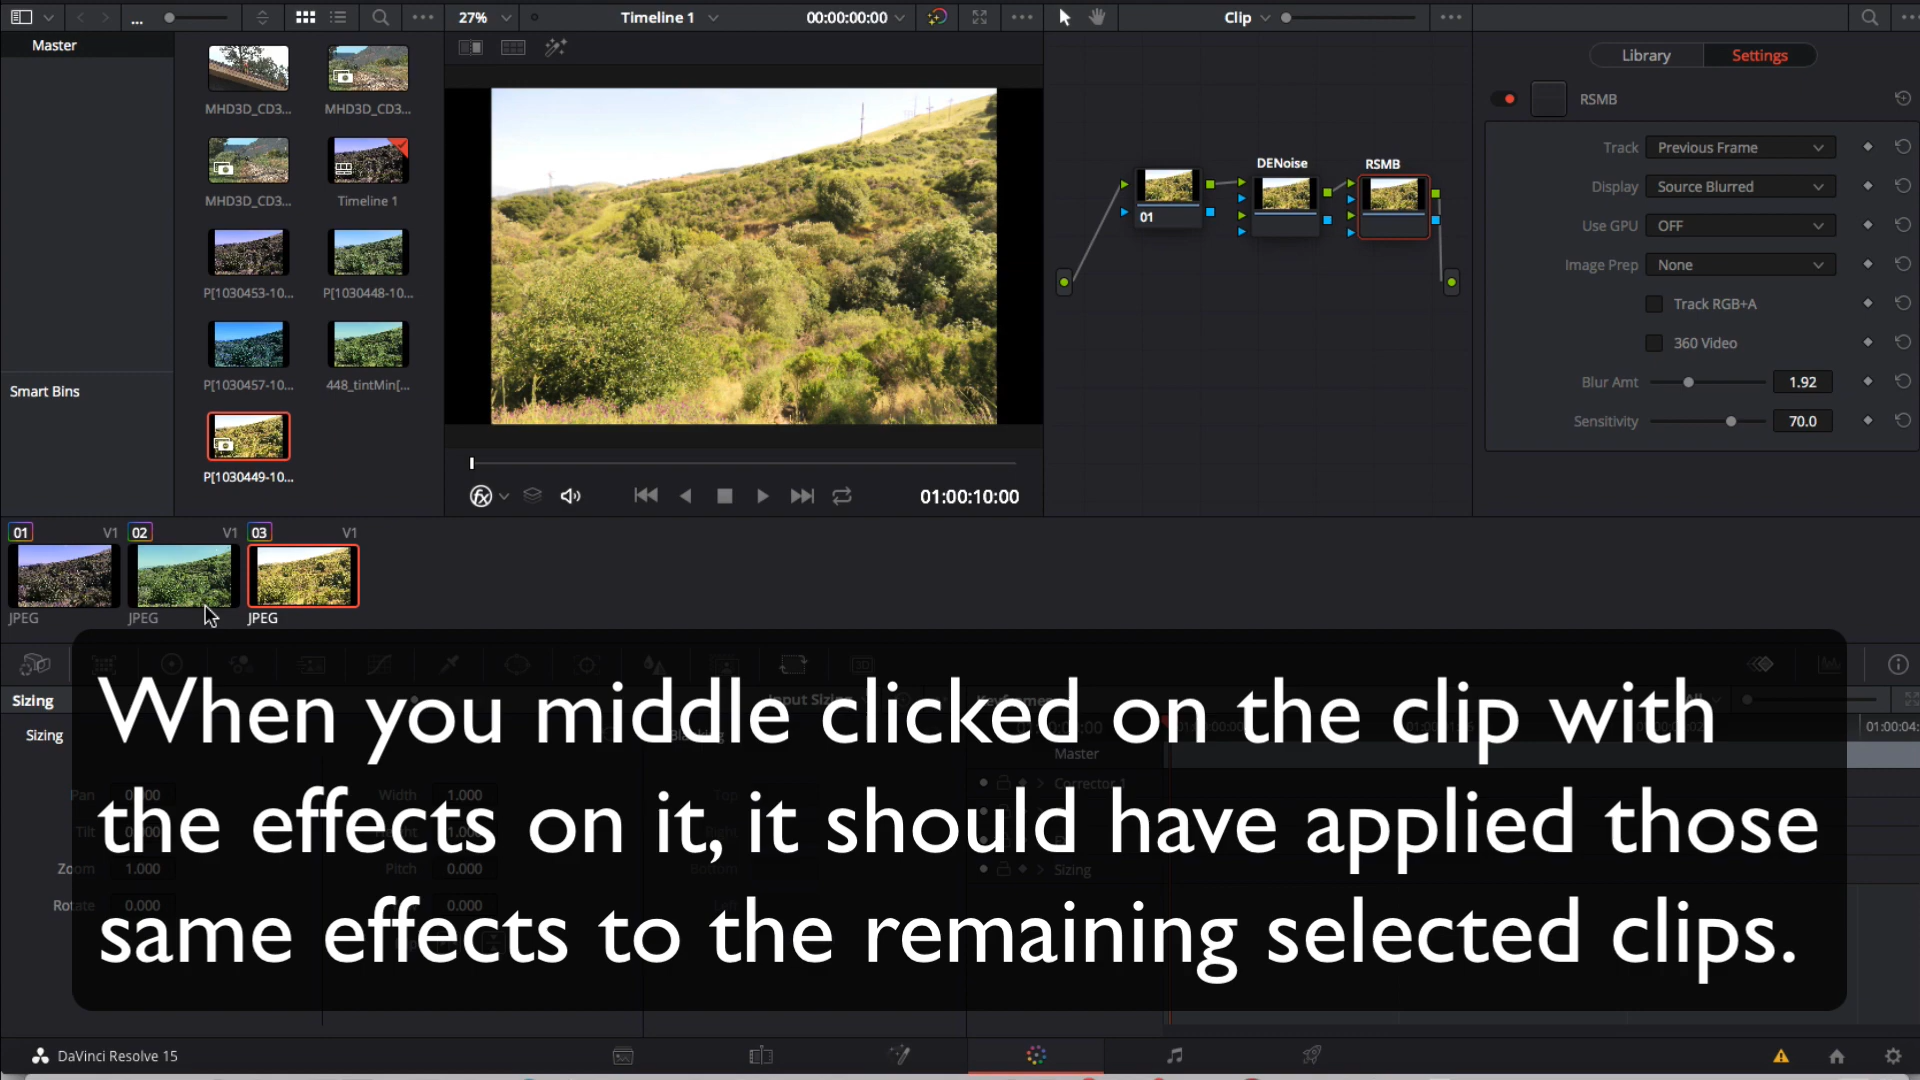 ...
27%
Timeline 1
00:00:00:00
Clip
Master
Library
Settings
MHD3D_CD3...
MHD3D_CD3...
RSMB
Track
Previous Frame
DENoise
RSMB
Display
Source Blurred
MHD3D_CD3...
Timeline 1
01
Use GPU
OFF
Image Prep
None
P[1030453-10...
P[1030448-10...
Track RGB+A
360 Video
P[1030457-10...
448_tintMin[...
Blur Amt
1.92
Smart Bins
Sensitivity
70.0
P[1030449-10...
fx
01:00:10:00
01
V1
02
V1
03
V1
JPEG
JPEG
JPEG
Sizing
Input Sizing
Keyframes
All
Sizing
01:00:04:
Master
When you middle clicked on the clip with
the effects on it, it should have applied those
same effects to the remaining selected clips.
Corrector 1
Pan
0.000
Width
1.000
Tilt
Zoom
1.000
Pitch
0.000
Sizing
Rotate
0.000
0.000
DaVinci Resolve 15